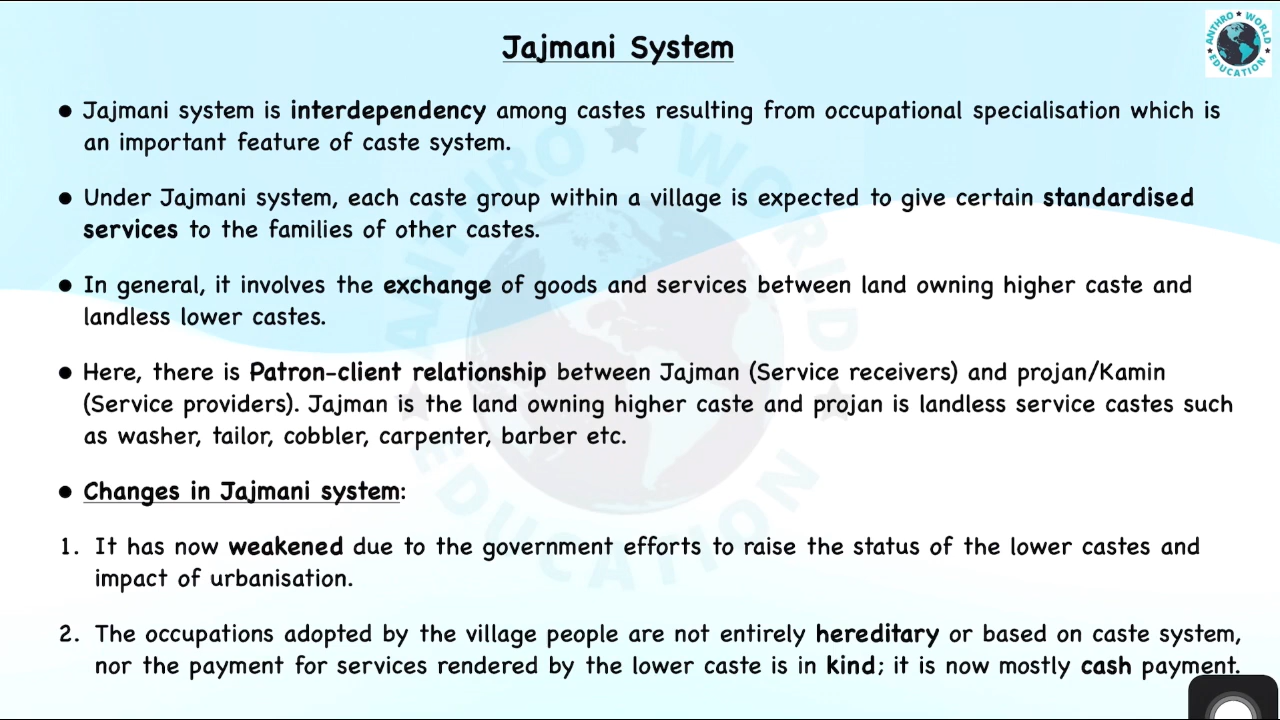 Jajmani System
ANTHRO WORLD EDUCATION
● Jajmani system is interdependency among castes resulting from occupational specialisation which is
an important feature of caste system.
● Under Jajmani system, each caste group within a village is expected to give certain standardised
services to the families of other castes.
● In general, it involves the exchange of goods and services between land owning higher caste and
landless lower castes.
● Here, there is Patron-client relationship between Jajman (Service receivers) and projan/Kamin
(Service providers). Jajman is the land owning higher caste and projan is landless service castes such
as washer, tailor, cobbler, carpenter, barber etc.
● Changes in Jajmani system:
1. It has now weakened due to the government efforts to raise the status of the lower castes and
impact of urbanisation.
2. The occupations adopted by the village people are not entirely hereditary or based on caste system,
nor the payment for services rendered by the lower caste is in kind; it is now mostly cash payment.
ANTHRO WORLD EDUCATION